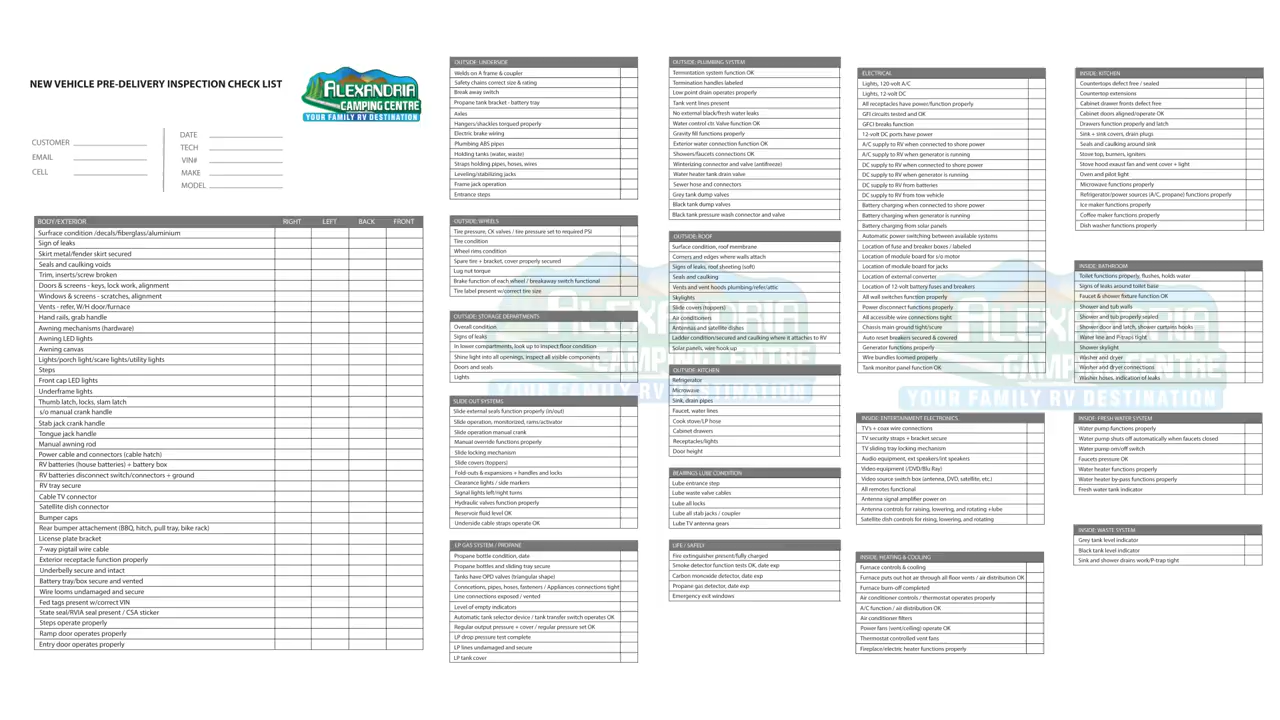 NEW VEHICLE PRE-DELIVERY INSPECTION CHECK LIST
ALEXANDRIA
CAMPING CENTRE
YOUR FAMILY RV DESTINATION
CUSTOMER
EMAIL
CELL
DATE
TECH
VIN#
MAKE
MODEL
BODY/EXTERIOR RIGHT LEFT BACK FRONT
Surfrace condition /decals/fiberglass/aluminium
Sign of leaks
Skirt metal/fender skirt secured
Seals and caulking voids
Trim, inserts/screw broken
Doors & screens - keys, lock work, alignment
Windows & screens - scratches, alignment
Vents - refer, W/H door/furnace
Hand rails, grab handle
Awning mechanisms (hardware)
Awning LED lights
Awning canvas
Lights/porch light/scare lights/utility lights
Steps
Front cap LED lights
Underframe lights
Thumb latch, locks, slam latch
s/o manual crank handle
Stab jack crank handle
Tongue jack handle
Manual awning rod
Power cable and connectors (cable hatch)
RV batteries (house batteries) + battery box
RV batteries disconnect switch/connectors + ground
RV tray secure
Cable TV connector
Satellite dish connector
Bumper caps
Rear bumper attachement (BBQ, hitch, pull tray, bike rack)
License plate bracket
7-way pigtail wire cable
Exterior receptacle function properly
Underbelly secure and intact
Battery tray/box secure and vented
Wire looms undamaged and secure
Fed tags present w/correct VIN
State seal/RVIA seal present / CSA sticker
Steps operate properly
Ramp door operates properly
Entry door operates properly
OUTSIDE: UNDERSIDE
Welds on A frame & coupler
Safety chains correct size & rating
Break away switch
Propane tank bracket - battery tray
Axles
Hangers/shackles torqued properly
Electric brake wiring
Plumbing ABS pipes
Holding tanks (water, waste)
Straps holding pipes, hoses, wires
Leveling/stabilizing jacks
Frame jack operation
Entrance steps
OUTSIDE: WHEELS
Tire pressure, CK valves / tire pressure set to required PSi
Tire condition
Wheel rims condition
Spare tire + bracket, cover properly secured
Lug nut torque
Brake function of each wheel / breakaway switch functional
Tire label present w/correct tire size
OUTSIDE: STORAGE DEPARTMENTS
Overall condition
Signs of leaks
In lower compartments, look up to inspect floor condition
Shine light into all openings, inspect all visible components
Doors and seals
Lights
SLIDE OUT SYSTEMS
Slide external seals function properly (in/out)
Slide operation, monitorized, rams/activator
Slide operation manual crank
Manual override functions properly
Slide locking mechanism
Slide covers (toppers)
Fold-outs & expansions + handles and locks
Clearance lights / side markers
Signal lights left/right turns
Hydraulic valves function properly
Reservoir fluid level OK
Underside cable straps operate OK
LP GAS SYSTEM / PROPANE
Propane bottle condition, date
Propane bottles and sliding tray secure
Tanks have OPD valves (triangular shape)
Connections, pipes, hoses, fasteners / Appliances connections tight
Line connections exposed / vented
Level of empty indicators
Automatic tank selector device / tank transfer switch operates OK
Regular output pressure + cover / regular pressure set OK
LP drop pressure test complete
LP lines undamaged and secure
LP tank cover
OUTSIDE: PLUMBING SYSTEM
Termintation system function OK
Termination handles labeled
Low point drain operates properly
Tank vent lines present
No external black/fresh water leaks
Water control cts Valve function OK
Gravity fill functions properly
Exterior water connection function OK
Showers/faucets connections OK
Winterizing connector and valve (antifreeze)
Water heater tank drain valve
Sewer hose and connectors
Grey tank dump valves
Black tank dump valves
Black tank pressure wash connector and valve
OUTSIDE: ROOF
Surface condition, roof membrane
Corners and edges where walls attach
Signs of leaks, roof sheeting (soft)
Seals and caulking
Vents and vent hoods plumbing/refer/attic
Skylights
Slide covers (toppers)
Air conditioners
Antennas and satellite dishes
Ladder condition/secured and caulking where it attaches to RV
Solar panels, wire hook up
OUTSIDE: KITCHEN
Refrigerator
Microwave
Sink, drain pipes
Faucet, water lines
Cook stove/LP hose
Cabinet drawers
Receptacles/lights
Door height
BEARINGS LUBE CONDITION
Lube entrance step
Lube waste valve cables
Lube all locks
Lube all stab jacks / coupler
Lube TV antenna gears
LIFE / SAFELY
Fire extinguisher present/fully charged
Smoke detector function tests OK, date exp
Carbon monoxide detector, date exp
Propane gas detector, date exp
Emergency exit windows
ELECTRICAL
Lights, 120-volt A/C
Lights, 12-volt DC
All receptacles have power/function properly
GFI circuits tested and OK
GFCI breaks function
12-volt DC ports have power
A/C supply to RV when connected to shore power
A/C supply to RV when generator is running
DC supply to RV when connected to shore power
DC supply to RV when generator is running
DC supply to RV from batteries
DC supply to RV from tow vehicle
Battery charging when connected to shore power
Battery charging when generator is running
Battery charging from solar panels
Automatic power switching between available systems
Location of fuse and breaker boxes / labeled
Location of module board for s/o motor
Location of module board for jacks
Location of external converter
Location of 12-volt battery fuses and breakers
All wall switches function properly
Power disconnect functions properly
All accessible wire connections tight
Chassis main ground tight/scure
Auto reset breakers secured & covered
Generator functions properly
Wire bundles loomed properly
Tank monitor panel function OK
INSIDE: ENTERTAINMENT ELECTRONICS
TV's + coax wire connections
TV security straps + bracket secure
TV sliding tray locking mechanism
Audio equipment, ext speakers/int speakers
Video equipment (/DVD/Blu Ray)
Video source switch box (antenna, DVD, satellite, etc.)
All remotes functional
Antenna signal amplifier power on
Antenna controls for raising, lowering, and rotating +lube
Satellite dish controls for rising, lowering, and rotating
INSIDE: HEATING & COOLING
Furnace controls & cooling
Furnace puts out hot air through all floor vents / air distribution OK
Furnace burn-off completed
Air conditioner controls / thermostat operates properly
A/C function / air distribution OK
Air conditioner filters
Power fans (vent/ceiling) operate OK
Thermostat controlled vent fans
Fireplace/electric heater functions properly
INSIDE: KITCHEN
Countertops defect free / sealed
Countertop extensions
Cabinet drawer fronts defect free
Cabinet doors aligned/operate OK
Drawers function properly and latch
Sink + sink covers, drain plugs
Seals and caulking around sink
Stove top, burners, igniters
Stove hood exaust fan and vent cover + light
Oven and pilot light
Microwave functions properly
Refrigerator/power sources (A/C, propane) functions properly
Ice maker functions properly
Coffee maker functions properly
Dish washer functions properly
INSIDE: BATHROOM
Toilet functions properly, flushes, holds water
Signs of leaks around toilet base
Faucet & shower fixture function OK
Shower and tub walls
Shower and tub properly sealed
Shower door and latch, shower curtains hooks
Water line and P-traps tight
Shower skylight
Washer and dryer
Washer and dryer connections
Washer hoses, indication of leaks
INSIDE: FRESH WATER SYSTEM
Water pump functions properly
Water pump shuts off automatically when faucets closed
Water pump om/off switch
Faucets pressure OK
Water heater functions properly
Water heater by-pass functions properly
Fresh water tank indicator
INSIDE: WASTE SYSTEM
Grey tank level indicator
Black tank level indicator
Sink and shower drains work/P-trap tight
ALEXANDRIA
CAMPING CENTRE
YOUR FAMILY RV DESTINATION
ALEXANDRIA
CAMPING CENTRE
YOUR FAMILY RV DESTINATION